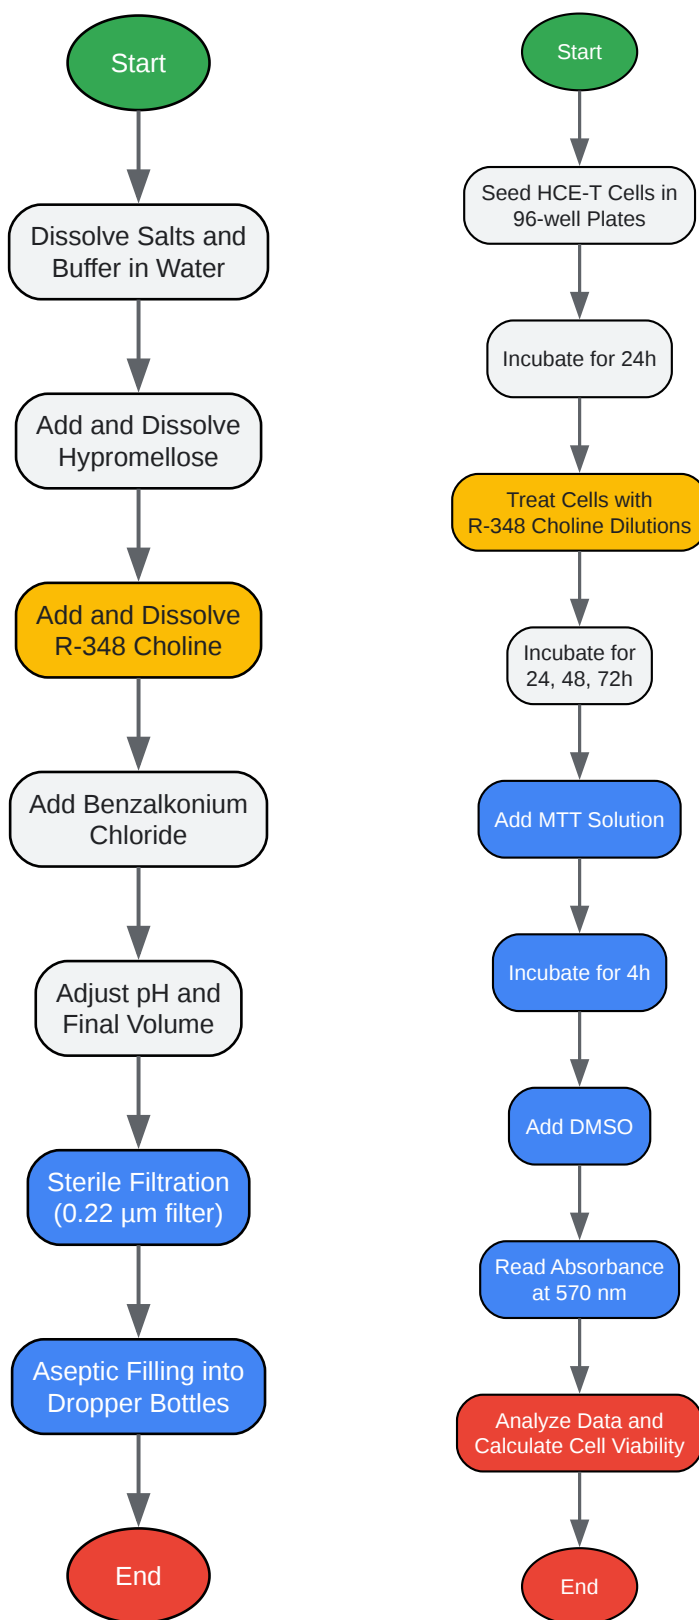 Start
Dissolve Salts and
Buffer in Water
Add and Dissolve
Hypromellose
Add and Dissolve
R-348 Choline
Add Benzalkonium
Chloride
Adjust pH and
Final Volume
Sterile Filtration
(0.22 µm filter)
Aseptic Filling into
Dropper Bottles
End
Start
Seed HCE-T Cells in
96-well Plates
Incubate for 24h
Treat Cells with
R-348 Choline Dilutions
Incubate for
24, 48, 72h
Add MTT Solution
Incubate for 4h
Add DMSO
Read Absorbance
at 570 nm
Analyze Data and
Calculate Cell Viability
End